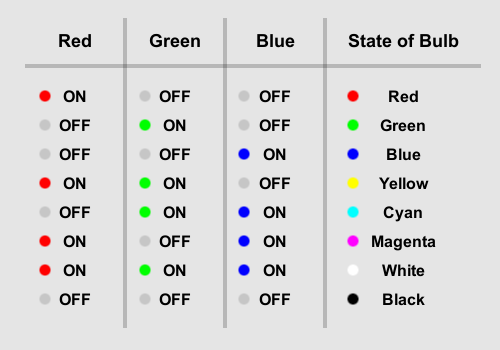 Red Green Blue State of Bulb
ON OFF OFF Red
OFF ON OFF Green
OFF OFF ON Blue
ON ON OFF Yellow
OFF ON ON Cyan
ON OFF ON Magenta
ON ON ON White
OFF OFF OFF Black